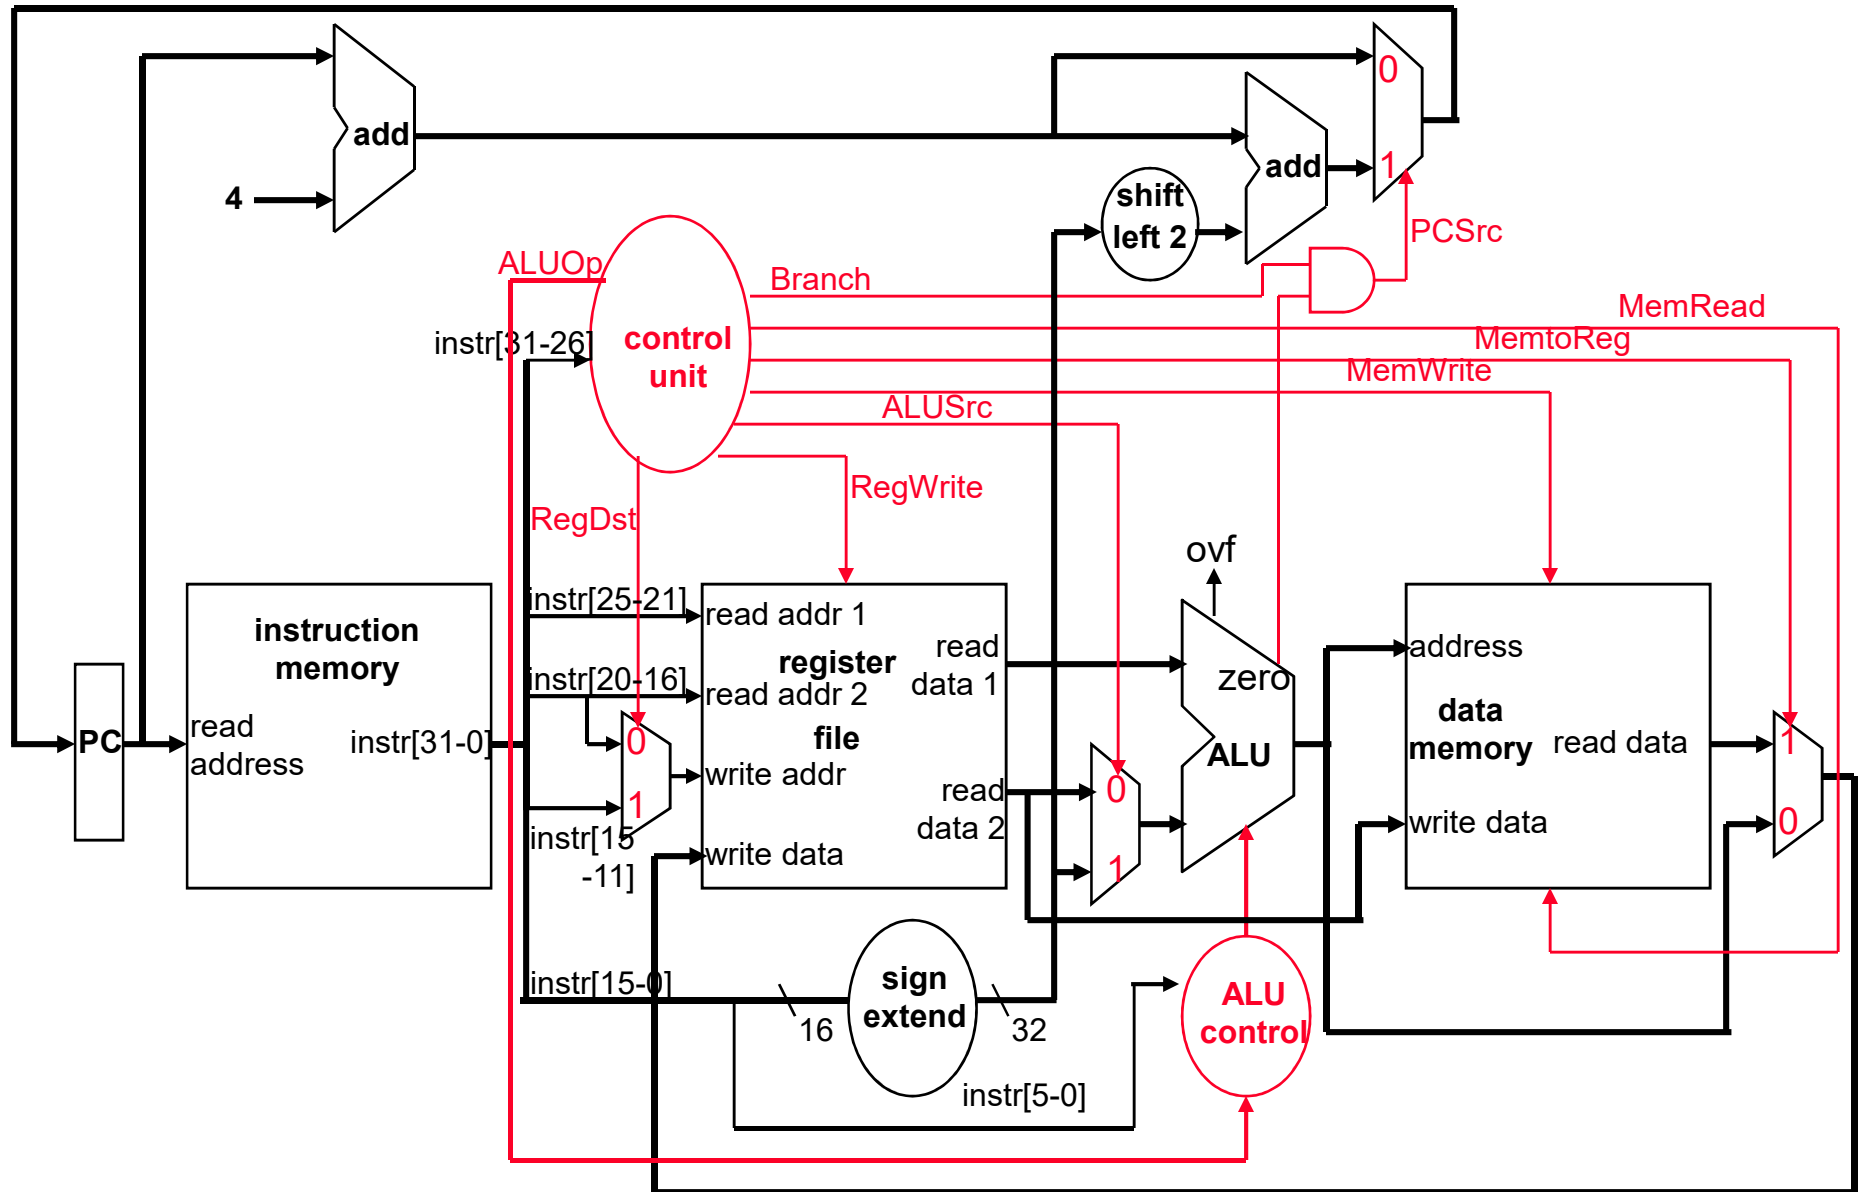 0
add
add
1
shift
left 2
4
PCSrc
ALUOp
Branch
MemRead
instr[31-26]
control
unit
MemtoReg
MemWrite
ALUSrc
RegWrite
RegDst
ovf
instr[25-21]
read addr 1
instruction
memory
register
file
read
data 1
address
instr[20-16]
read addr 2
zero
data
memory
PC
read
address
instr[31-0]
0
write addr
ALU
read data
1
1
read
data 2
0
write data
0
instr[15
-11]
write data
1
instr[15-0]
sign
extend
16
32
ALU
control
instr[5-0]